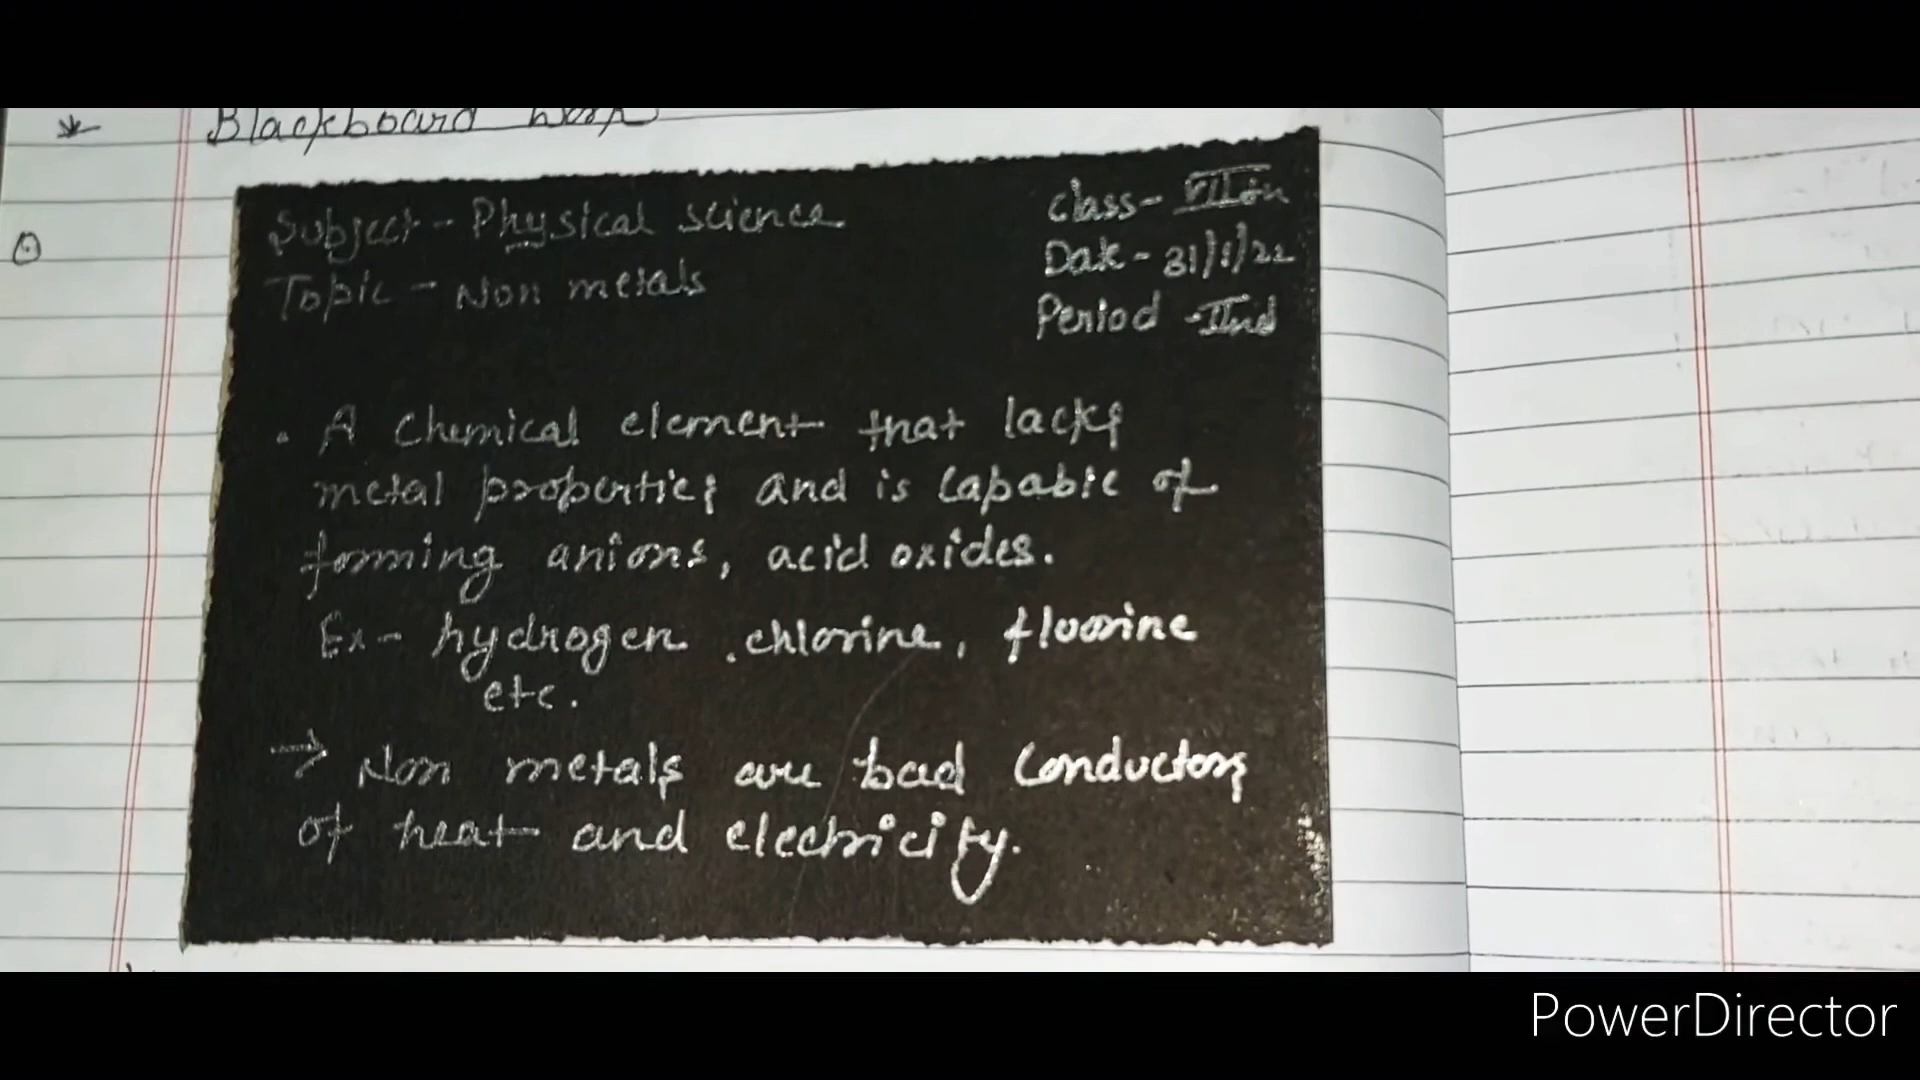 Blackboard Work
Subject - Physical science
Topic - Non metals
Class - VIIth
Date - 31/1/22
Period - IInd
. A Chemical element that lacks
metal properties and is capable of
forming anions, acid oxides.
Ex - hydrogen, chlorine, fluorine
etc.
→ Non metals are bad conductors
of heat and electricity.
PowerDirector